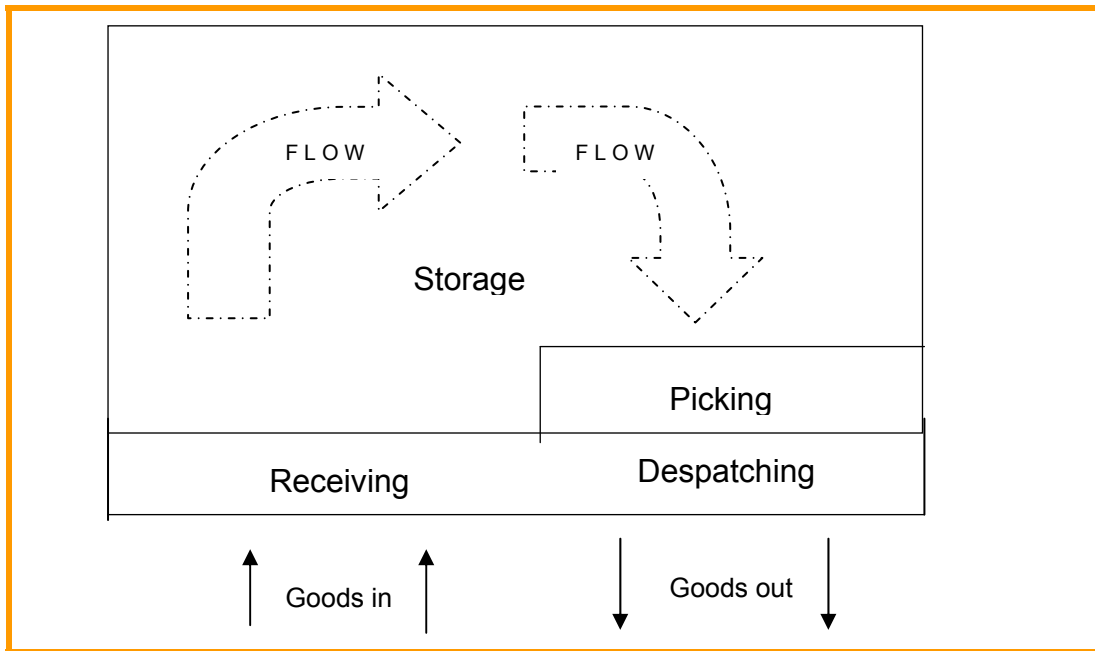 F L O W
F L O W
Storage
Picking
Receiving
Despatching
Goods in
Goods out